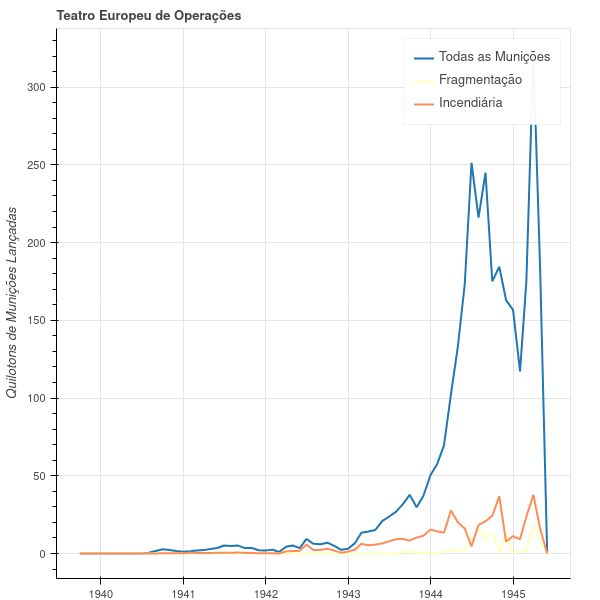 Teatro Europeu de Operações
Todas as Munições
Fragmentação
Incendiária
Quilotons de Munições Lançadas
300
250
200
150
100
50
0
1940
1941
1942
1943
1944
1945